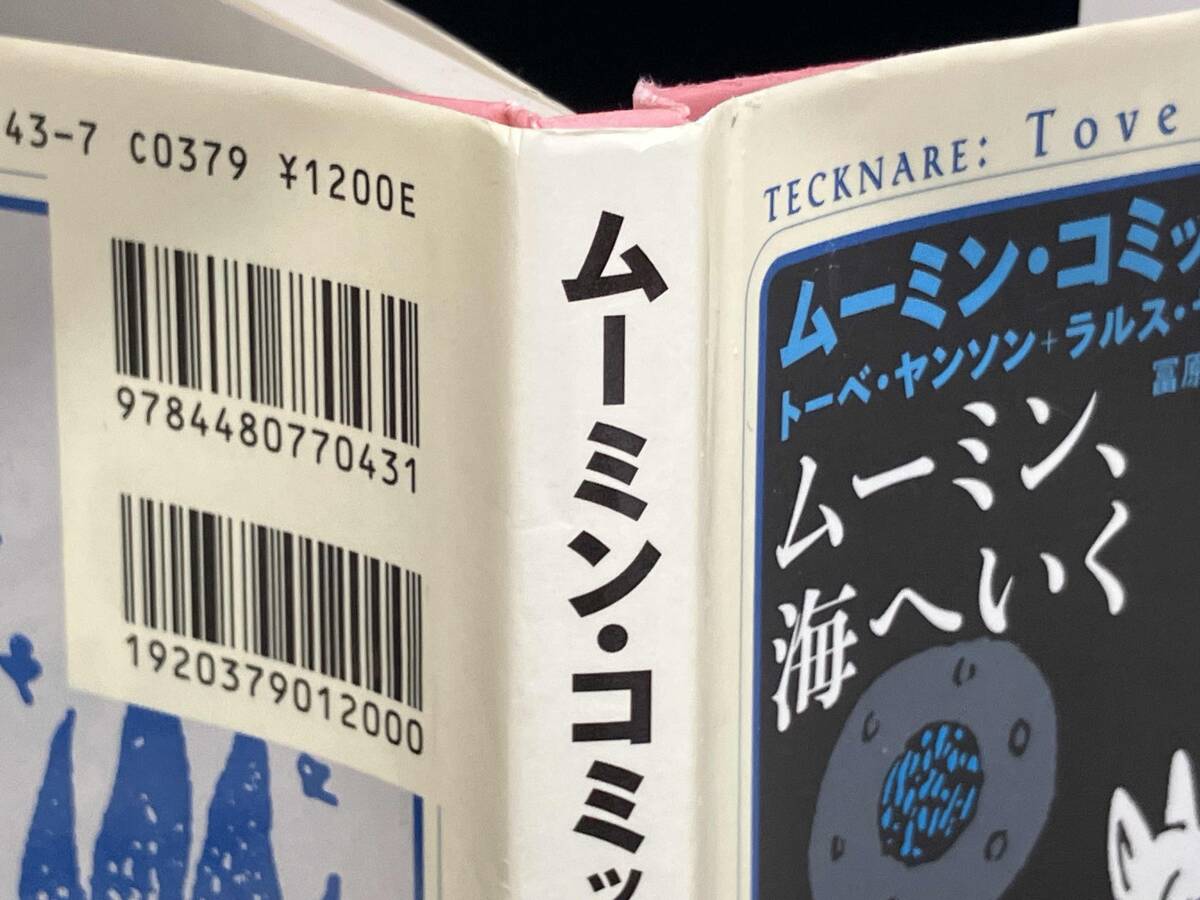 43-7 C0379 ¥1200E
9784480770431
1920379012000
ムーミン・コミッ
TECKNARE: Tove
ムーミン・コミッ
トーベ・ヤンソン+ラルス・
冨原
ムーミン、
海へいく